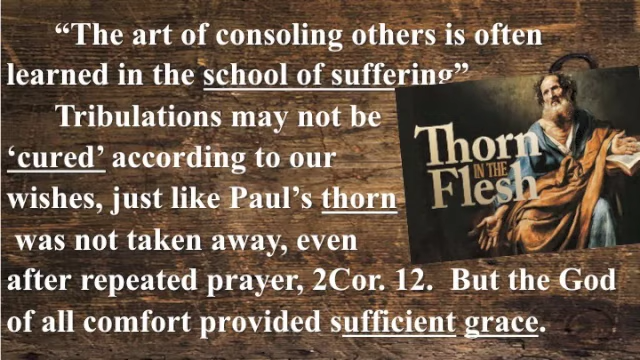 “The art of consoling others is often
learned in the school of suffering”
Tribulations may not be
‘cured’ according to our
wishes, just like Paul’s thorn
was not taken away, even
after repeated prayer, 2Cor. 12. But the God
of all comfort provided sufficient grace.
Thorn
IN THE
Flesh